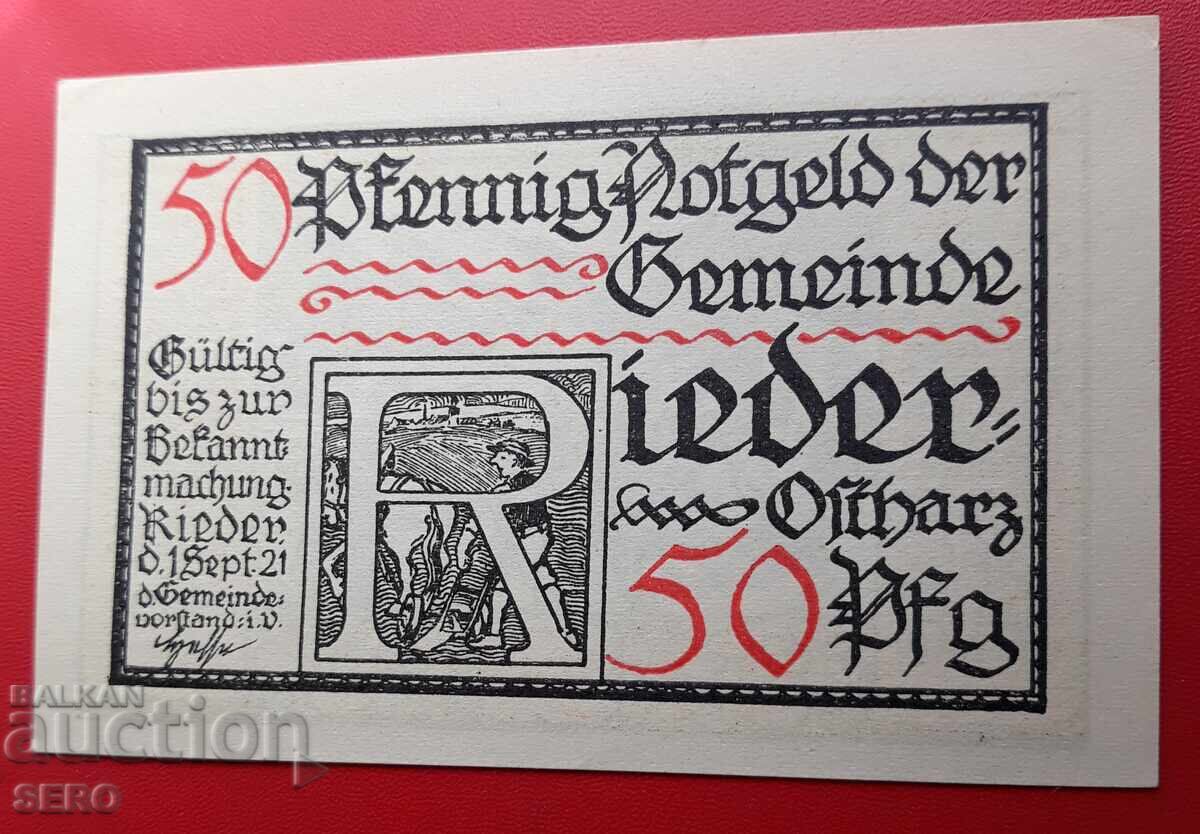 50 Pfennig Notgeld der
Gemeinde
Rieder=
Ostharz
50 Pfg
Gültig
bis zur
Bekannt=
machung.
Rieder.
d. 1 Sept. 21
d. Gemeinde=
vorstand: i.V.
BALKAN
auction
SERO